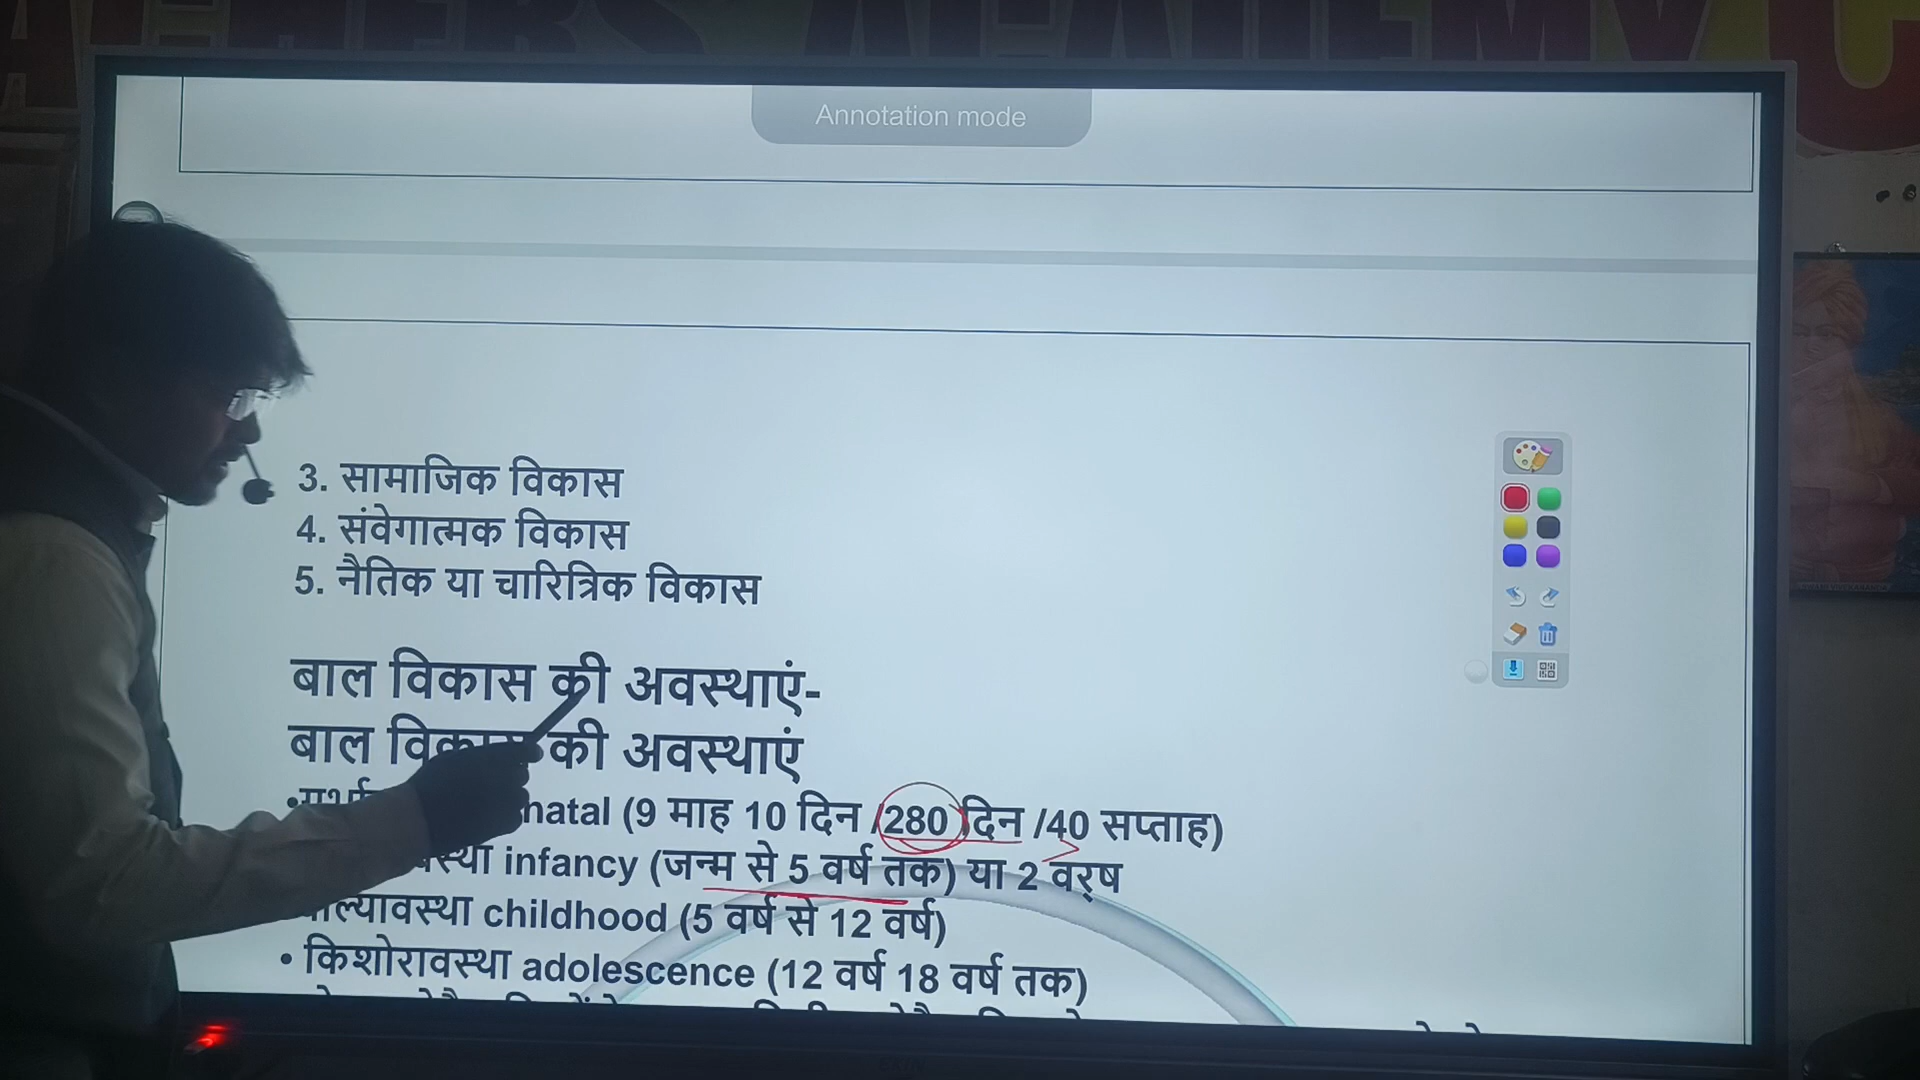 ACADEMY
Annotation mode
3. सामाजिक विकास
4. संवेगात्मक विकास
5. नैतिक या चारित्रिक विकास
बाल विकास की अवस्थाएं-
बाल विकास की अवस्थाएं
natal (9 माह 10 दिन /280 दिन /40 सप्ताह)
infancy (जन्म से 5 वर्ष तक) या 2 वर्ष
childhood (5 वर्ष से 12 वर्ष)
• किशोरावस्था adolescence (12 वर्ष 18 वर्ष तक)